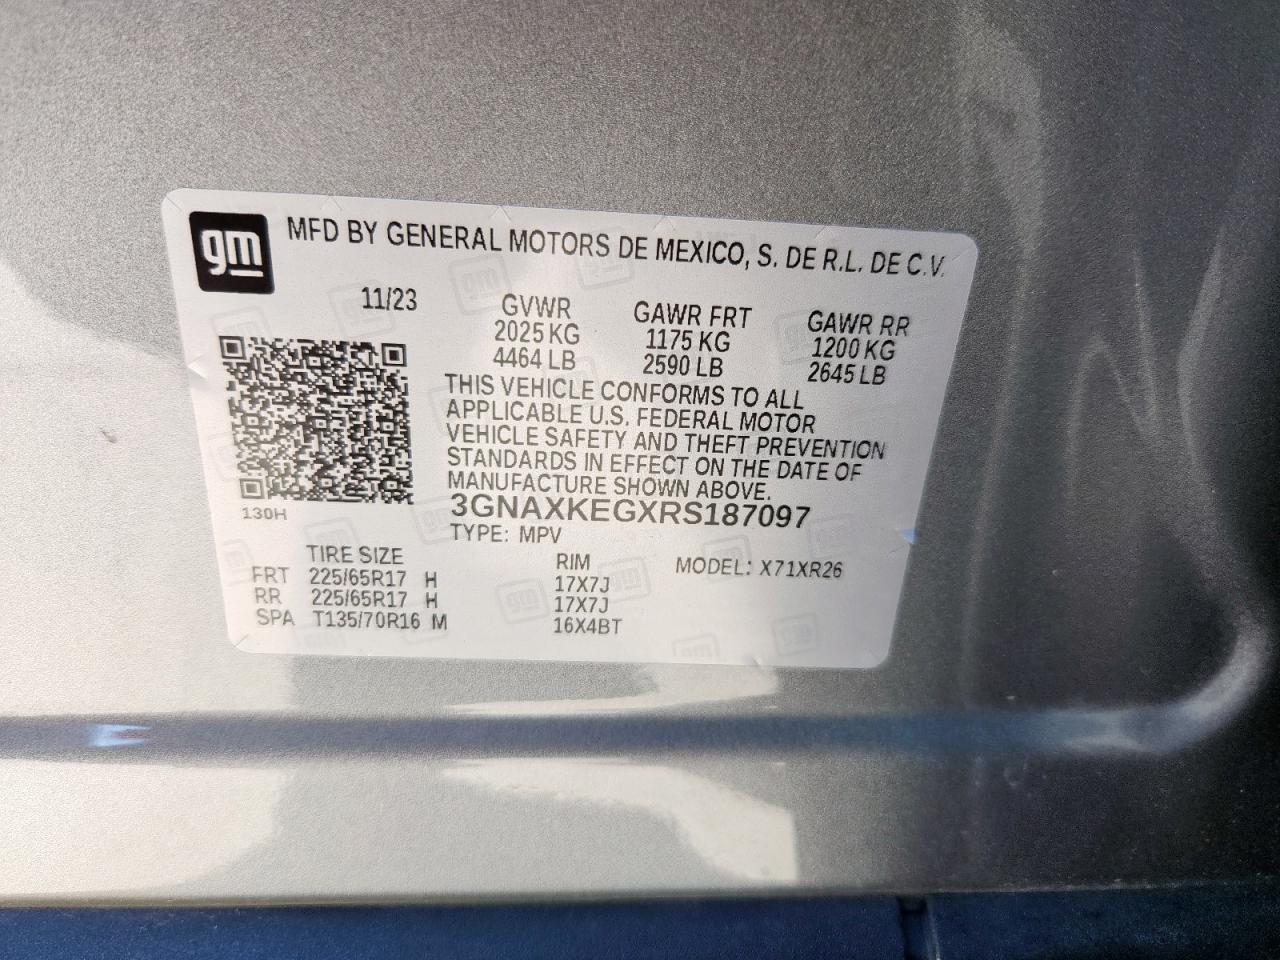 gm MFD BY GENERAL MOTORS DE MEXICO, S. DE R.L. DE C.V.
11/23 GVWR GAWR FRT GAWR RR
2025 KG 1175 KG 1200 KG
4464 LB 2590 LB 2645 LB
THIS VEHICLE CONFORMS TO ALL
APPLICABLE U.S. FEDERAL MOTOR
VEHICLE SAFETY AND THEFT PREVENTION
STANDARDS IN EFFECT ON THE DATE OF
MANUFACTURE SHOWN ABOVE.
130H 3GNAXKEGXRS187097
TYPE: MPV
TIRE SIZE RIM MODEL: X71XR26
FRT 225/65R17 H 17X7J
RR 225/65R17 H 17X7J
SPA T135/70R16 M 16X4BT